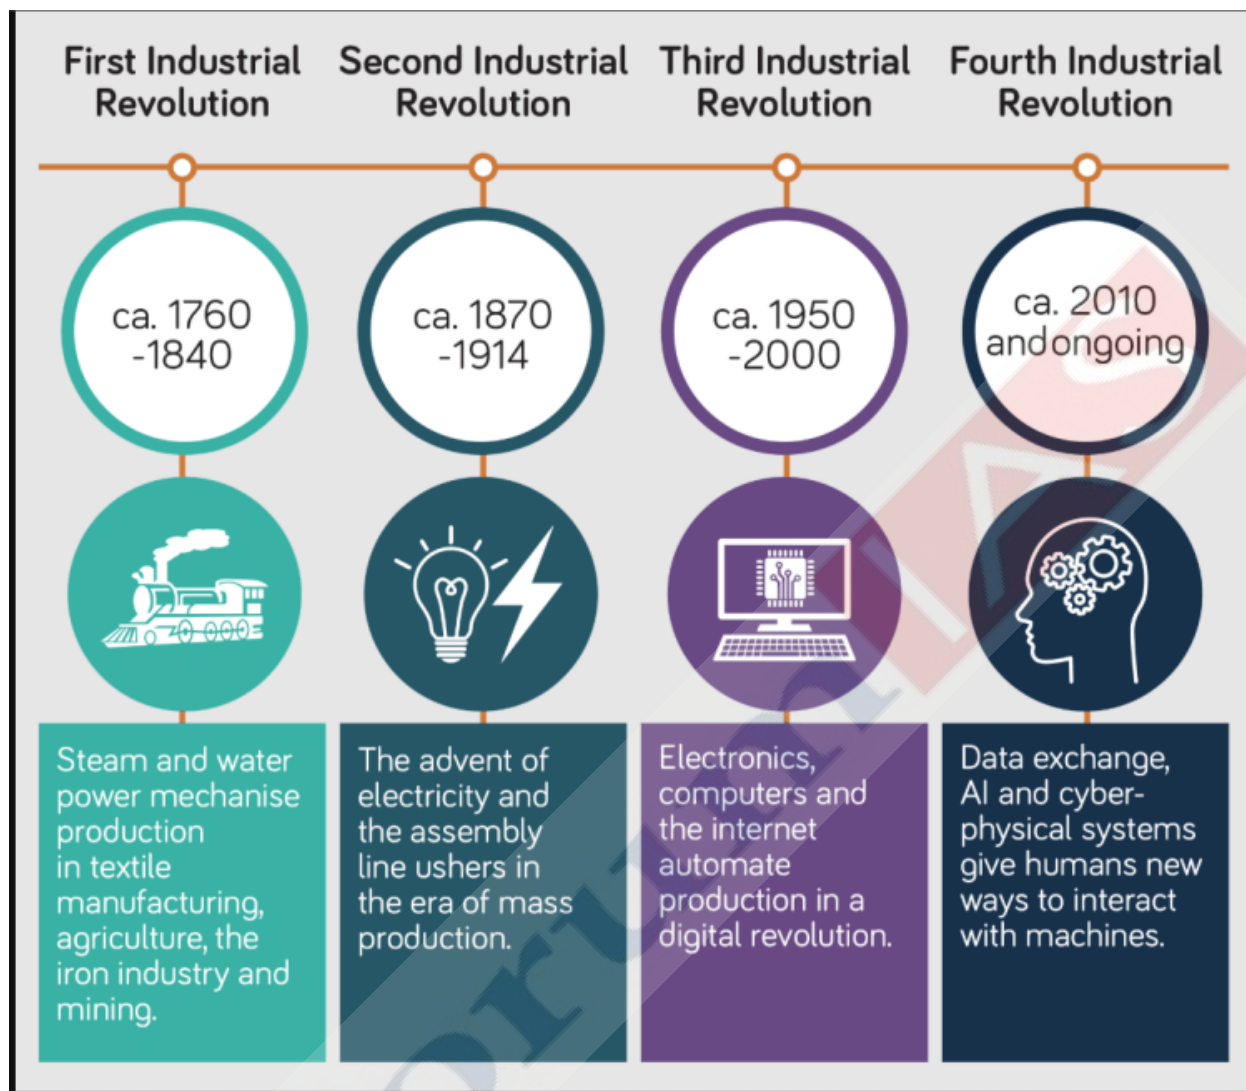 First Industrial
Revolution
Second Industrial
Revolution
Third Industrial
Revolution
Fourth Industrial
Revolution
ca. 1760
-1840
ca. 1870
-1914
ca. 1950
-2000
ca. 2010
and ongoing
Steam and water
power mechanise
production
in textile
manufacturing,
agriculture, the
iron industry and
mining.
The advent of
electricity and
the assembly
line ushers in
the era of mass
production.
Electronics,
computers and
the internet
automate
production in a
digital revolution.
Data exchange,
AI and cyber-
physical systems
give humans new
ways to interact
with machines.
orumIAS